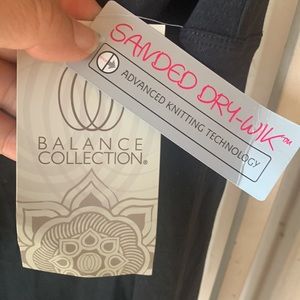 SANDED DRY-WIK™
ADVANCED KNITTING TECHNOLOGY
BALANCE
COLLECTION®